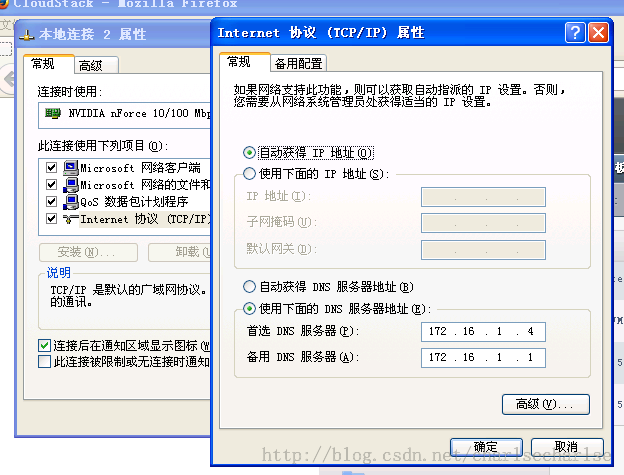 CloudStack - Mozilla Firefox
本地连接 2 属性
常规
高级
连接时使用:
NVIDIA nForce 10/100 Mbp
此连接使用下列项目(O):
Microsoft 网络客户端
Microsoft 网络的文件和
QoS 数据包计划程序
Internet 协议 (TCP/IP)
安装(N)...
卸载(U
说明
TCP/IP 是默认的广域网协议。
的通讯。
连接后在通知区域显示图标(W
此连接被限制或无连接时通知
Internet 协议 (TCP/IP) 属性
常规
备用配置
如果网络支持此功能，则可以获取自动指派的 IP 设置。否则，
您需要从网络系统管理员处获得适当的 IP 设置。
自动获得 IP 地址(O)
使用下面的 IP 地址(S):
IP 地址(I):
子网掩码(U):
默认网关(D):
自动获得 DNS 服务器地址(B)
使用下面的 DNS 服务器地址(E):
首选 DNS 服务器(P):
172 . 16 . 1 . 4
备用 DNS 服务器(A):
172 . 16 . 1 . 1
高级(V)...
确定
取消
http://blog.csdn.net/charlsecharlse